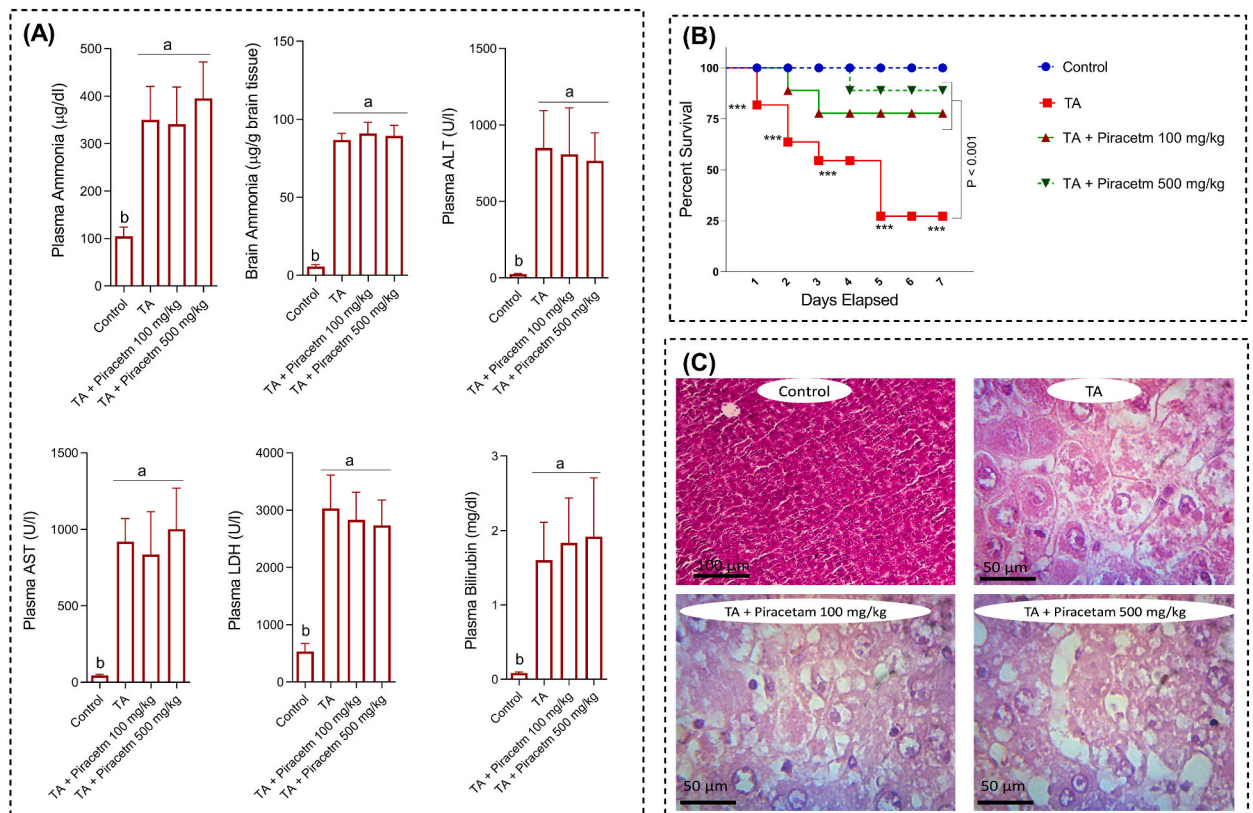 (A)
Plasma Ammonia (µg/dl)
500
400
300
200
100
0
a
b
Control
TA
TA + Piracetm 100 mg/kg
TA + Piracetm 500 mg/kg
Brain Ammonia (µg/g brain tissue)
150
100
50
0
a
b
Control
TA
TA + Piracetm 100 mg/kg
TA + Piracetm 500 mg/kg
Plasma ALT (U/l)
1500
1000
500
0
a
b
Control
TA
TA + Piracetm 100 mg/kg
TA + Piracetm 500 mg/kg
Plasma AST (U/l)
1500
1000
500
0
a
b
Control
TA
TA + Piracetm 100 mg/kg
TA + Piracetm 500 mg/kg
Plasma LDH (U/l)
4000
3000
2000
1000
0
a
b
Control
TA
TA + Piracetm 100 mg/kg
TA + Piracetm 500 mg/kg
Plasma Bilirubin (mg/dl)
3
2
1
0
a
b
Control
TA
TA + Piracetm 100 mg/kg
TA + Piracetm 500 mg/kg
(B)
Percent Survival
100
75
50
25
0
***
***
***
***
***
1 2 3 4 5 6 7
Days Elapsed
P < 0.001
Control
TA
TA + Piracetm 100 mg/kg
TA + Piracetm 500 mg/kg
(C)
Control
100 µm
TA
50 µm
TA + Piracetam 100 mg/kg
50 µm
TA + Piracetam 500 mg/kg
50 µm